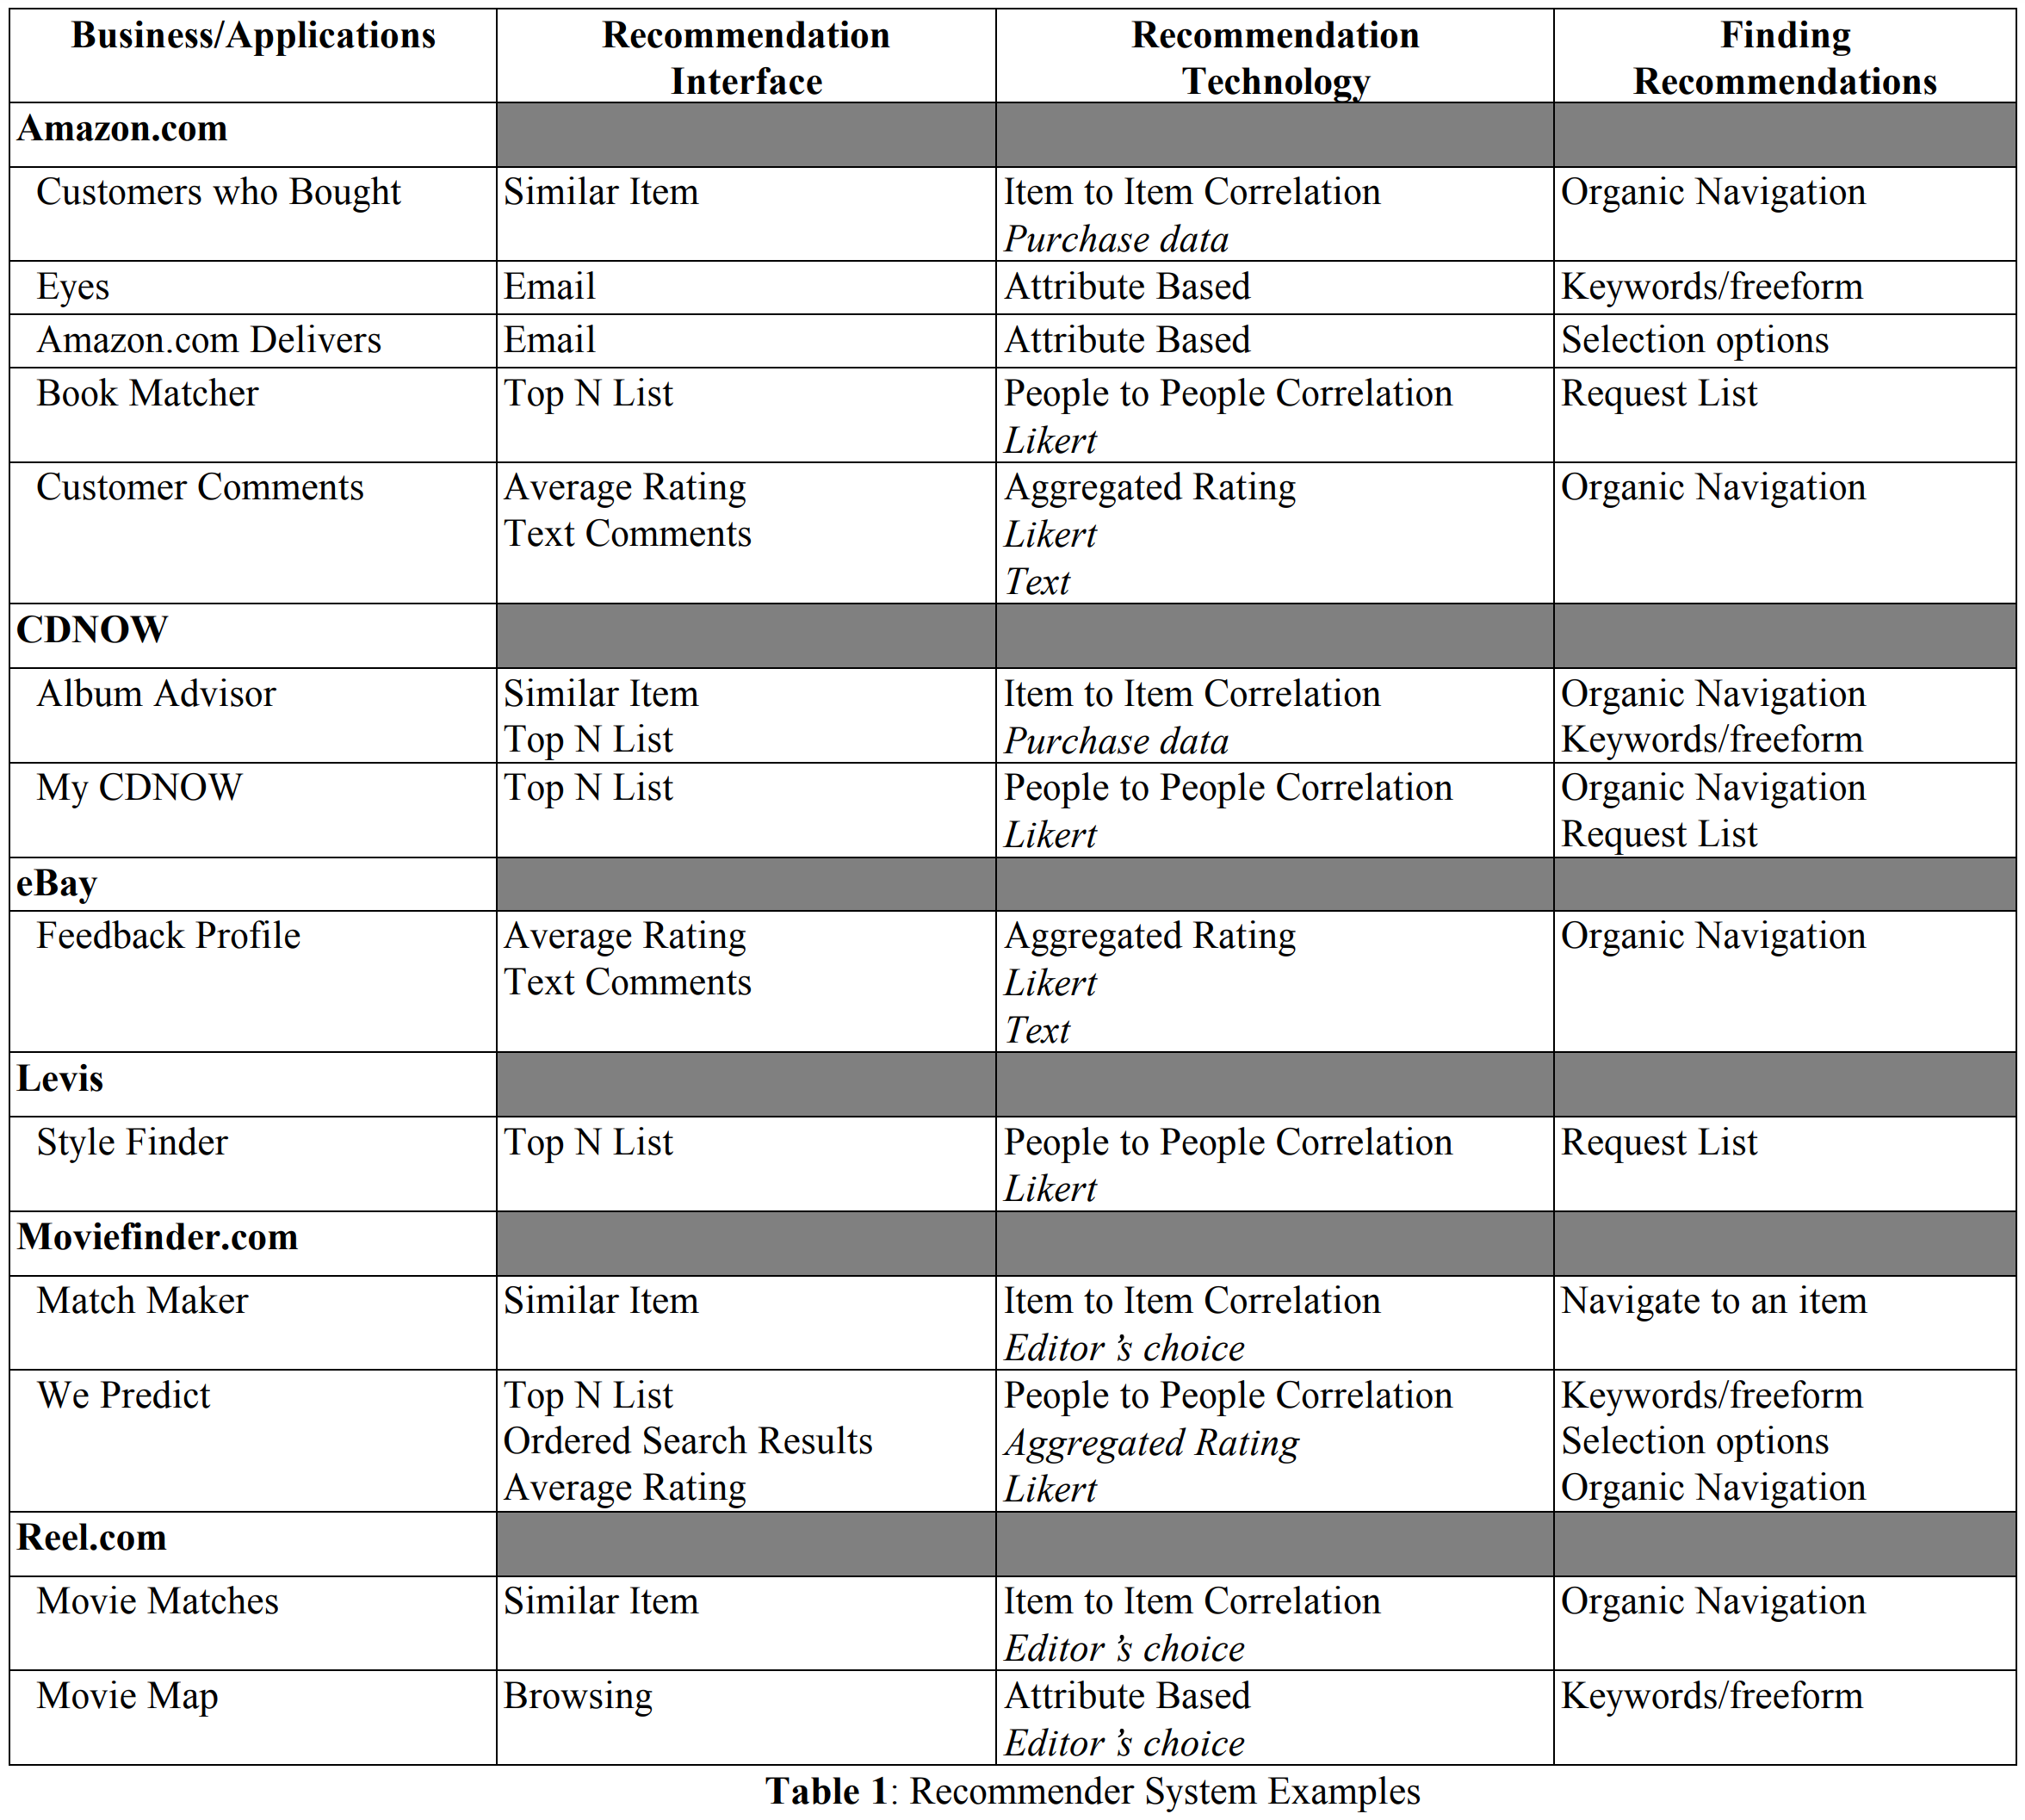 Business/Applications
Recommendation
Interface
Recommendation
Technology
Finding
Recommendations
Amazon.com
Customers who Bought
Similar Item
Item to Item Correlation
Purchase data
Organic Navigation
Eyes
Email
Attribute Based
Keywords/freeform
Amazon.com Delivers
Email
Attribute Based
Selection options
Book Matcher
Top N List
People to People Correlation
Likert
Request List
Customer Comments
Average Rating
Text Comments
Aggregated Rating
Likert
Text
Organic Navigation
CDNOW
Album Advisor
Similar Item
Top N List
Item to Item Correlation
Purchase data
Organic Navigation
Keywords/freeform
My CDNOW
Top N List
People to People Correlation
Likert
Organic Navigation
Request List
eBay
Feedback Profile
Average Rating
Text Comments
Aggregated Rating
Likert
Text
Organic Navigation
Levis
Style Finder
Top N List
People to People Correlation
Likert
Request List
Moviefinder.com
Match Maker
Similar Item
Item to Item Correlation
Editor’s choice
Navigate to an item
We Predict
Top N List
Ordered Search Results
Average Rating
People to People Correlation
Aggregated Rating
Likert
Keywords/freeform
Selection options
Organic Navigation
Reel.com
Movie Matches
Similar Item
Item to Item Correlation
Editor’s choice
Organic Navigation
Movie Map
Browsing
Attribute Based
Editor’s choice
Keywords/freeform
Table 1: Recommender System Examples